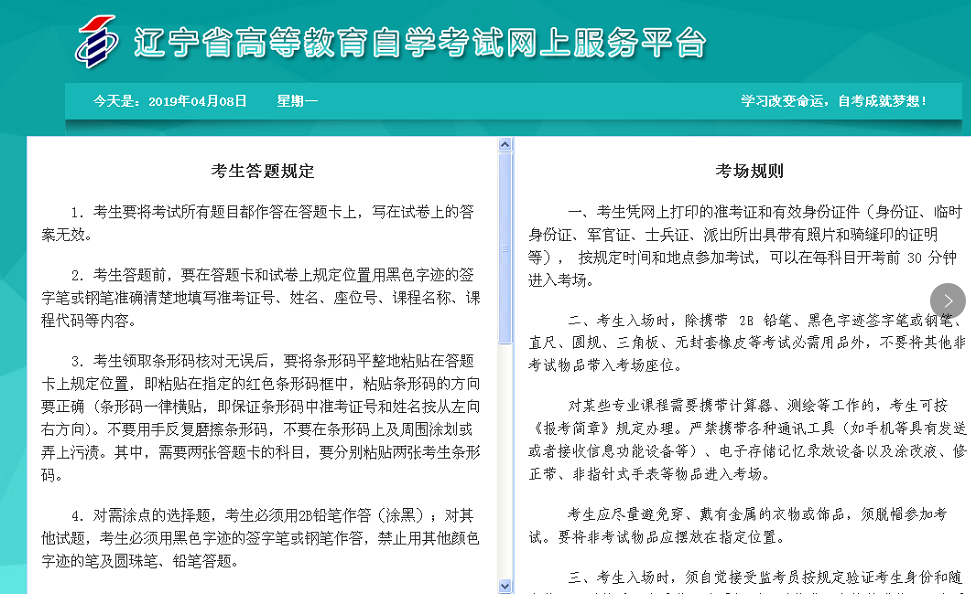 辽宁省高等教育自学考试网上服务平台
今天是：2019年04月08日 星期一
学习改变命运，自考成就梦想！
考生答题规定
1．考生要将考试所有题目都作答在答题卡上，写在试卷上的答
案无效。
2．考生答题前，要在答题卡和试卷上规定位置用黑色字迹的签
字笔或钢笔准确清楚地填写准考证号、姓名、座位号、课程名称、课
程代码等内容。
3．考生领取条形码核对无误后，要将条形码平整地粘贴在答题
卡上规定位置，即粘贴在指定的红色条形码框中，粘贴条形码的方向
要正确（条形码一律横贴，即保证条形码中准考证号和姓名按从左向
右方向）。不要用手反复磨擦条形码，不要在条形码上及周围涂划或
弄上污渍。其中，需要两张答题卡的科目，要分别粘贴两张考生条形
码。
4．对需涂点的选择题，考生必须用2B铅笔作答（涂黑）；对其
他试题，考生必须用黑色字迹的签字笔或钢笔作答，禁止用其他颜色
字迹的笔及圆珠笔、铅笔答题。
考场规则
一、考生凭网上打印的准考证和有效身份证件（身份证、临时
身份证、军官证、士兵证、派出所出具带有照片和骑缝印的证明
等）， 按规定时间和地点参加考试，可以在每科目开考前 30 分钟
进入考场。
二、考生入场时，除携带 2B 铅笔、黑色字迹签字笔或钢笔、
直尺、圆规、三角板、无封套橡皮等考试必需用品外，不要将其他非
考试物品带入考场座位。
对某些专业课程需要携带计算器、测绘等工作的，考生可按
《报考简章》规定办理。严禁携带各种通讯工具（如手机等具有发送
或者接收信息功能设备等）、电子存储记忆录放设备以及涂改液、修
正带、非指针式手表等物品进入考场。
考生应尽量避免穿、戴有金属的衣物或饰品，须脱帽参加考
试。要将非考试物品应摆放在指定位置。
三、考生入场时，须自觉接受监考员按规定验证考生身份和随